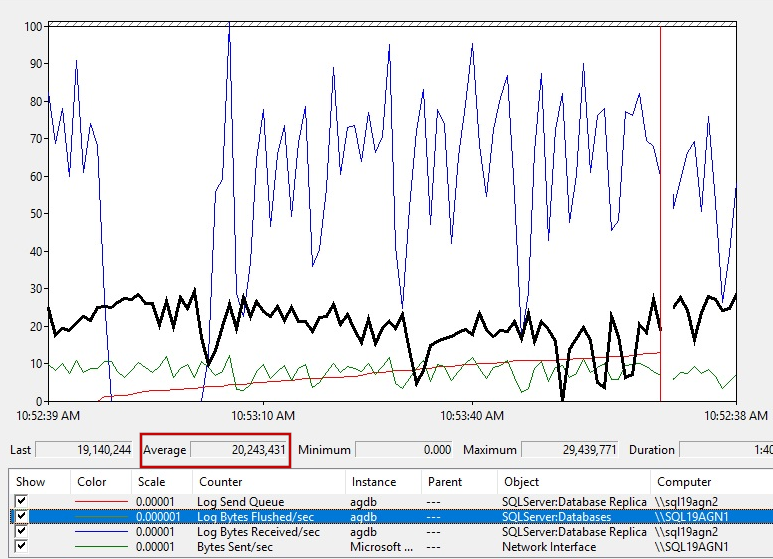 100
90
80
70
60
50
40
30
20
10
0
10:52:39 AM 10:53:10 AM 10:53:40 AM 10:52:38 AM
Last 19,140,244 Average 20,243,431 Minimum 0.000 Maximum 29,439,771 Duration 1:40
Show Color Scale Counter Instance Parent Object Computer
0.00001 Log Send Queue agdb --- SQLServer:Database Replica \\sql19agn2
0.000001 Log Bytes Flushed/sec agdb --- SQLServer:Databases \\SQL19AGN1
0.00001 Log Bytes Received/sec agdb --- SQLServer:Database Replica \\sql19agn2
0.00001 Bytes Sent/sec Microsoft ... --- Network Interface \\SQL19AGN1